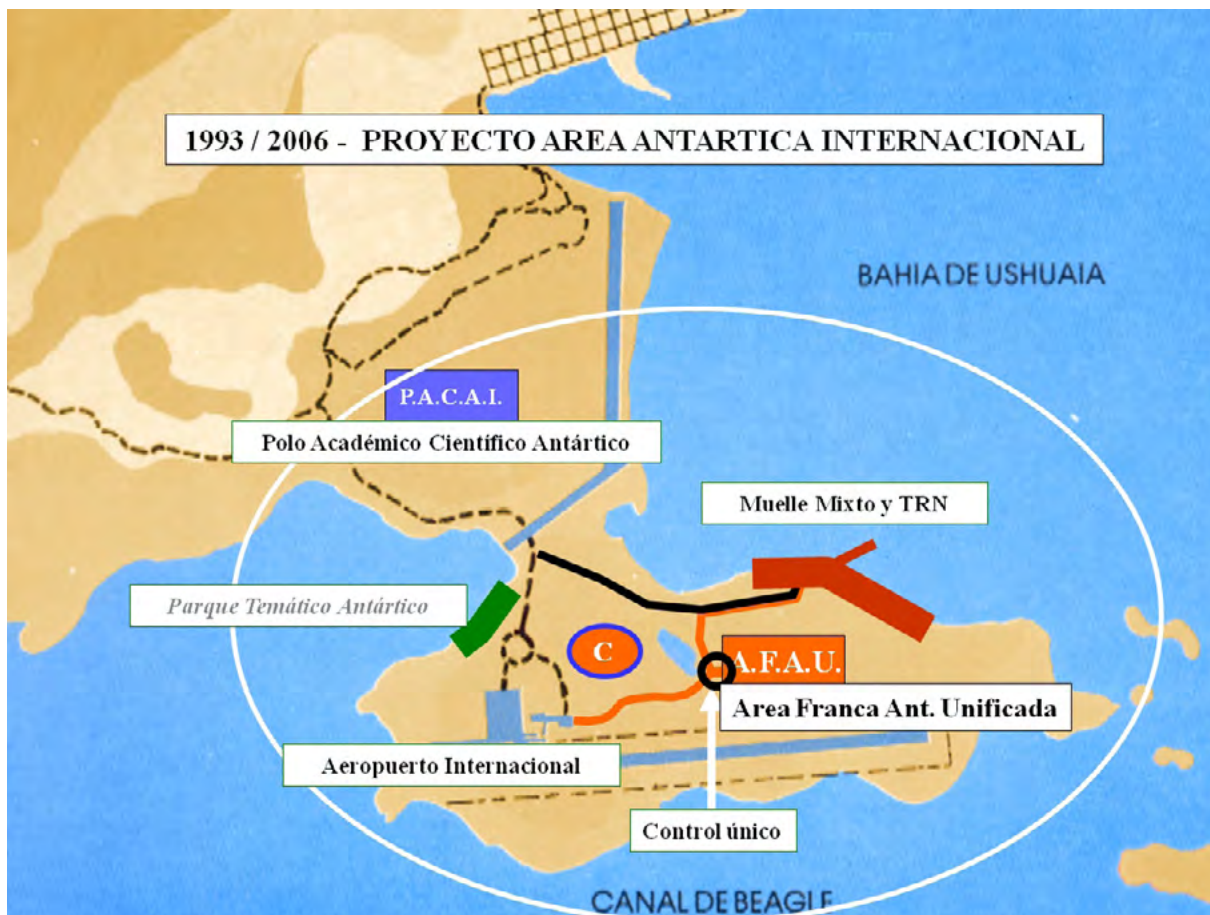 1993 / 2006 - PROYECTO AREA ANTARTICA INTERNACIONAL
BAHIA DE USHUAIA
P.A.C.A.I.
Polo Académico Científico Antártico
Muelle Mixto y TRN
Parque Temático Antártico
C
A.F.A.U.
Area Franca Ant. Unificada
Aeropuerto Internacional
Control único
CANAL DE BEAGLE